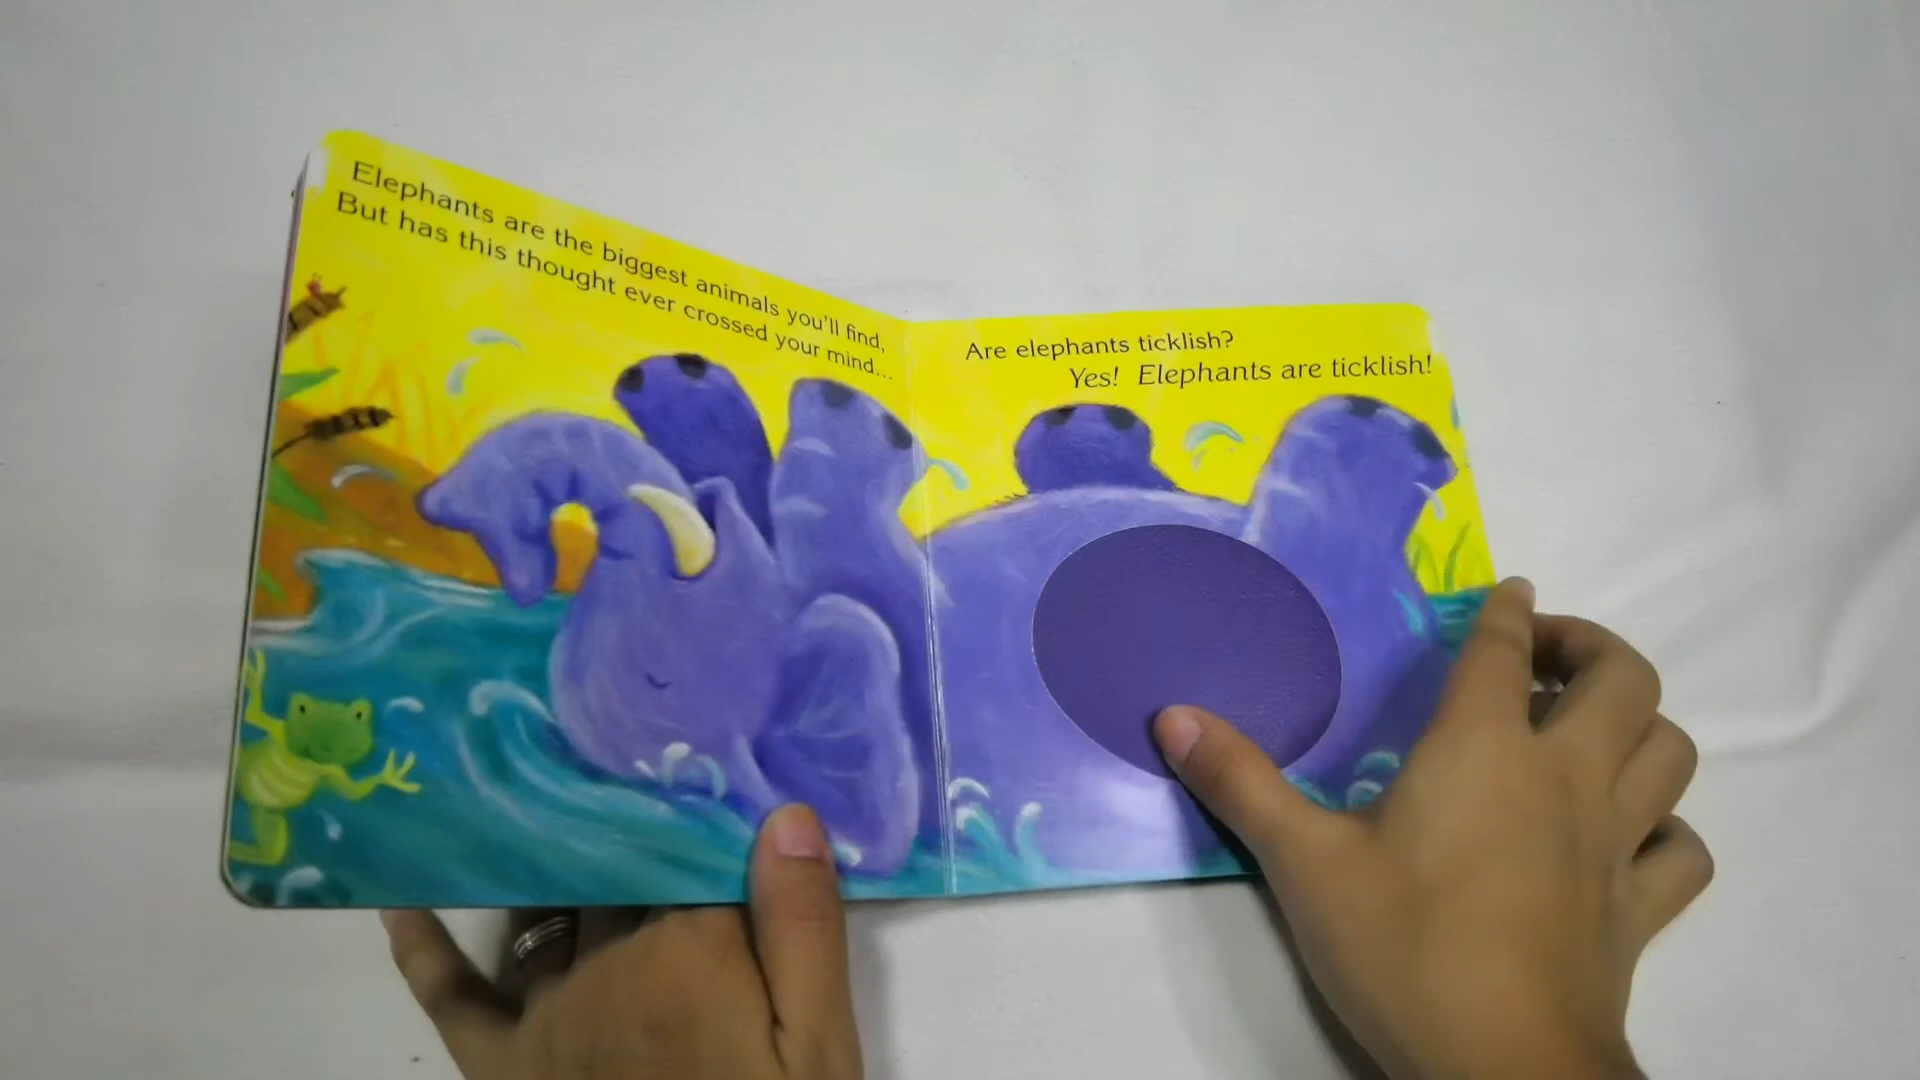 Elephants are the biggest animals you'll find,
But has this thought ever crossed your mind...
Are elephants ticklish?
Yes! Elephants are ticklish!